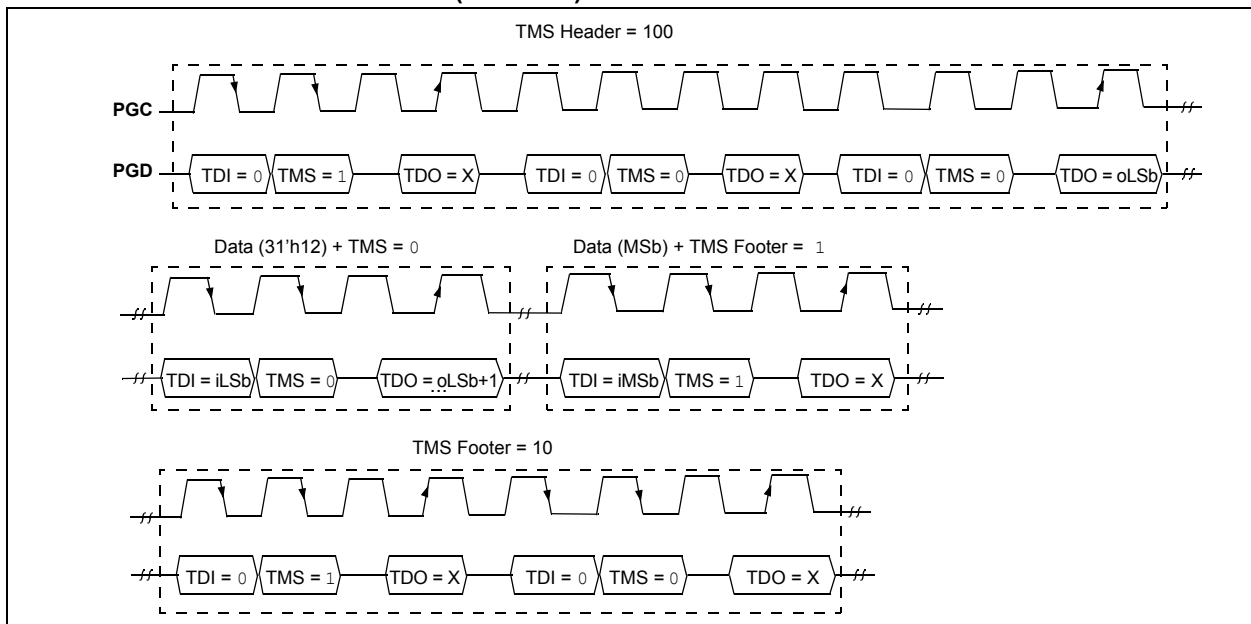 TMS Header = 100
PGC
PGD TDI = 0 TMS = 1 TDO = X TDI = 0 TMS = 0 TDO = X TDI = 0 TMS = 0 TDO = oLSb
Data (31'h12) + TMS = 0 Data (MSb) + TMS Footer = 1
TDI = iLSb TMS = 0 TDO = oLSb+1 ... TDI = iMSb TMS = 1 TDO = X
TMS Footer = 10
TDI = 0 TMS = 1 TDO = X TDI = 0 TMS = 0 TDO = X